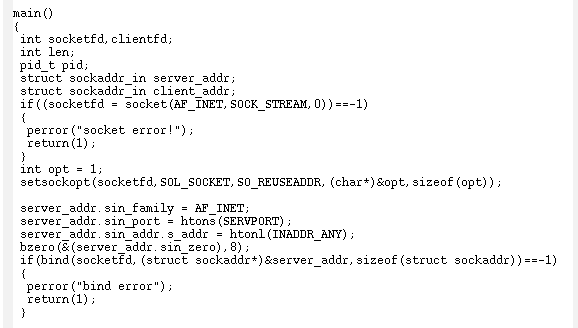 main()
{
int socketfd,clientfd;
int len;
pid_t pid;
struct sockaddr_in server_addr;
struct sockaddr_in client_addr;
if((socketfd = socket(AF_INET,SOCK_STREAM,0))==-1)
{
perror("socket error!");
return(1);
}
int opt = 1;
setsockopt(socketfd,SOL_SOCKET,SO_REUSEADDR,(char*)&opt,sizeof(opt));
server_addr.sin_family = AF_INET;
server_addr.sin_port = htons(SERVPORT);
server_addr.sin_addr.s_addr = htonl(INADDR_ANY);
bzero(&(server_addr.sin_zero),8);
if(bind(socketfd,(struct sockaddr*)&server_addr,sizeof(struct sockaddr))==-1)
{
perror("bind error");
return(1);
}